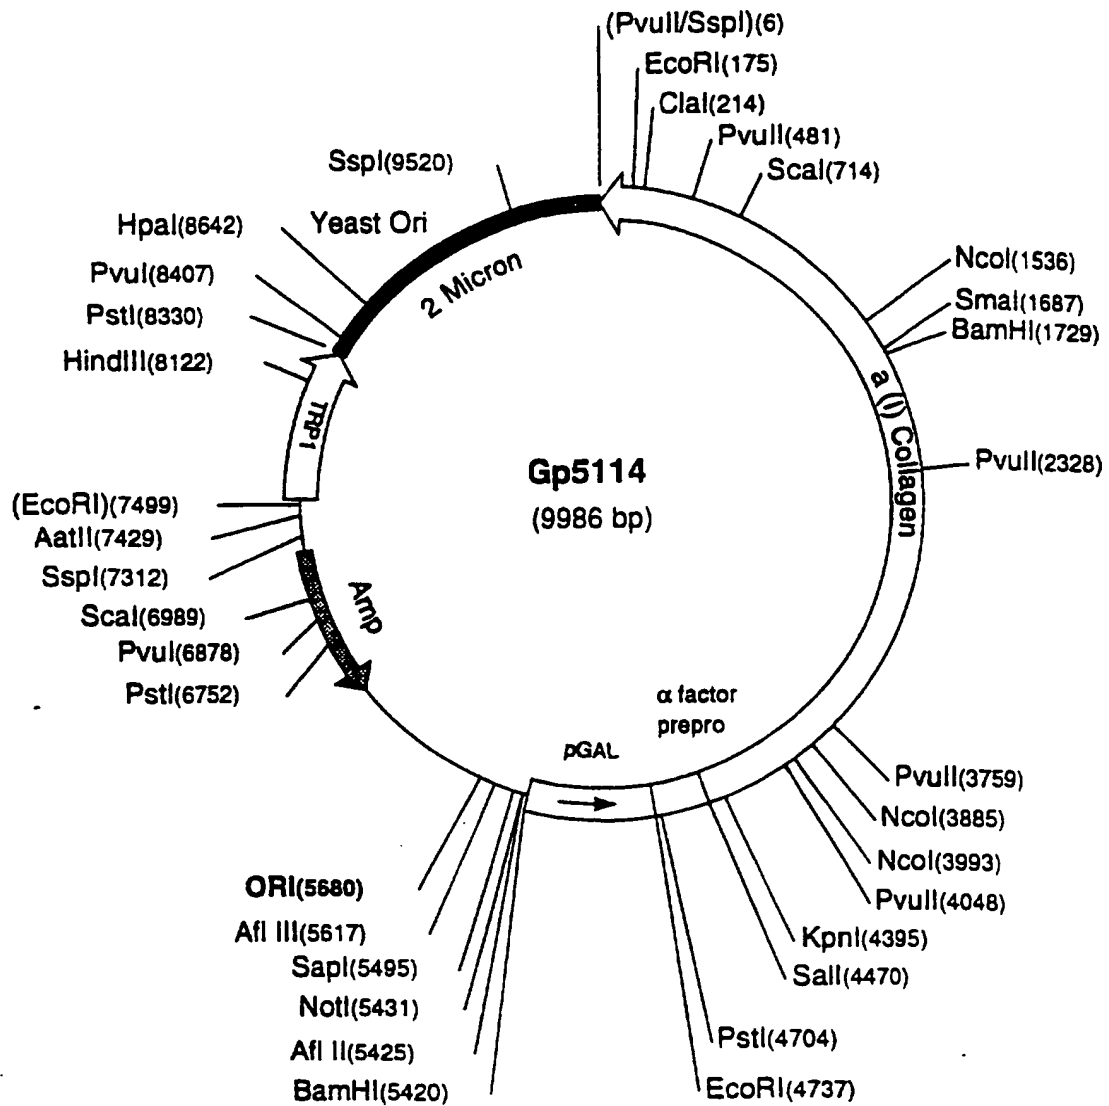 (PvuII/SspI)(6)
EcoRI(175)
ClaI(214)
PvuII(481)
ScaI(714)
NcoI(1536)
SmaI(1687)
BamHI(1729)
a (I) Collagen
PvuII(2328)
PvuII(3759)
NcoI(3885)
NcoI(3993)
PvuII(4048)
KpnI(4395)
SalI(4470)
PstI(4704)
EcoRI(4737)
α factor
prepro
pGAL
BamHI(5420)
Afl II(5425)
NotI(5431)
SapI(5495)
Afl III(5617)
ORI(5680)
PstI(6752)
PvuI(6878)
ScaI(6989)
Amp
SspI(7312)
AatII(7429)
(EcoRI)(7499)
TRP1
HindIII(8122)
PstI(8330)
PvuI(8407)
HpaI(8642)
Yeast Ori
2 Micron
SspI(9520)
Gp5114
(9986 bp)